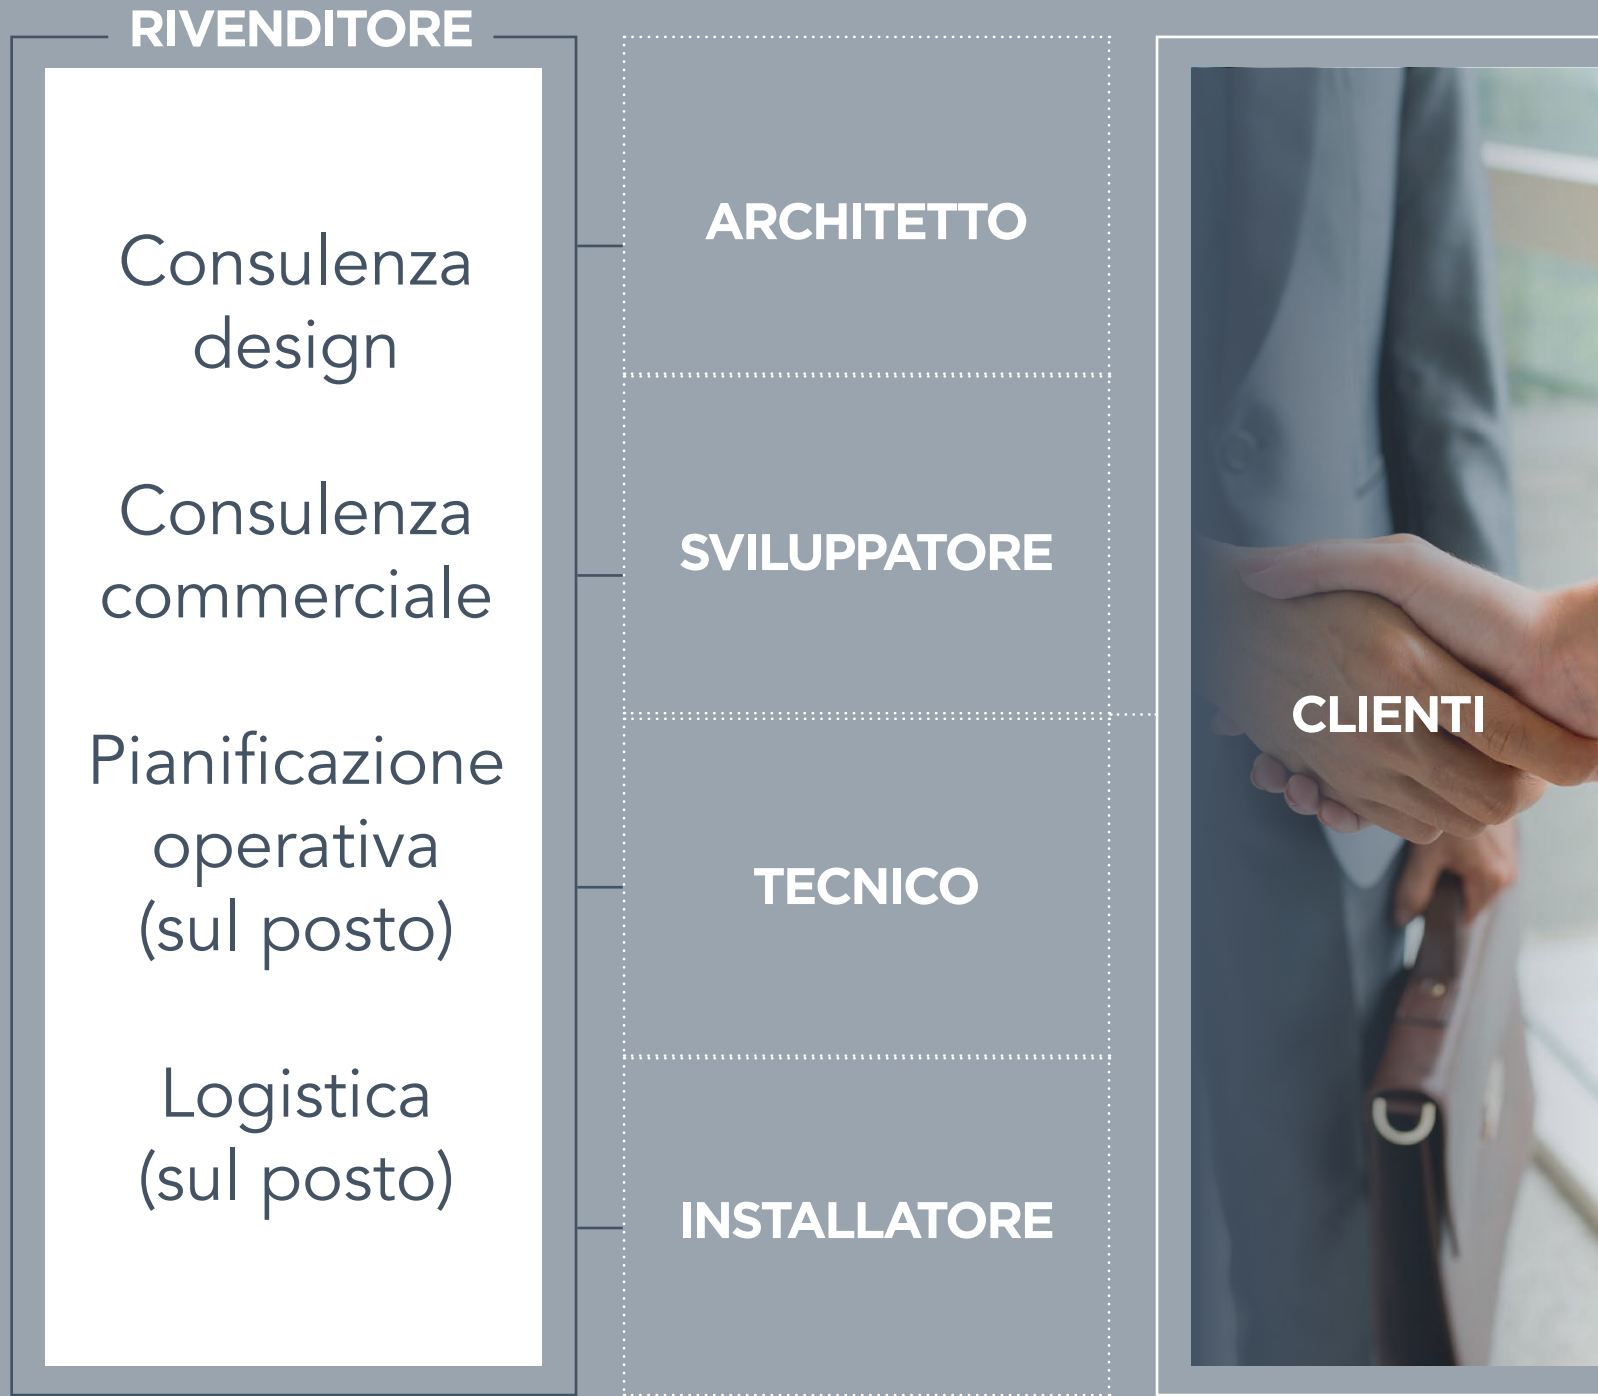 RIVENDITORE
Consulenza
design
Consulenza
commerciale
Pianificazione
operativa
(sul posto)
Logistica
(sul posto)
ARCHITETTO
SVILUPPATORE
TECNICO
INSTALLATORE
CLIENTI